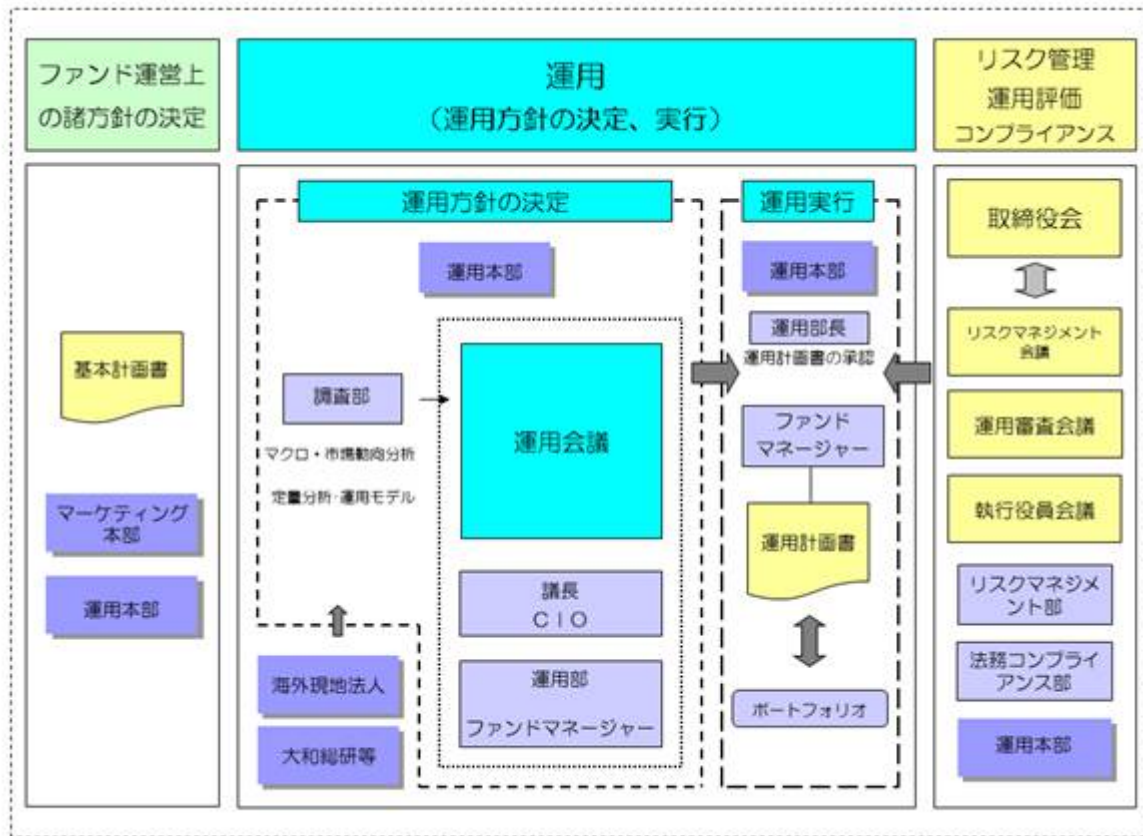 ファンド運営上
の諸方針の決定
運用
(運用方針の決定、実行)
リスク管理
運用評価
コンプライアンス
基本計画書
マーケティング
本部
運用本部
運用方針の決定
運用本部
調査部
マクロ・市場動向分析
定量分析・運用モデル
運用会議
議長
CIO
運用部
ファンドマネージャー
海外現地法人
大和総研等
運用実行
運用本部
運用部長
運用計画書の承認
ファンド
マネージャー
運用計画書
ポートフォリオ
取締役会
リスクマネジメント
会議
運用審査会議
執行役員会議
リスクマネジメ
ント部
法務コンプライ
アンス部
運用本部